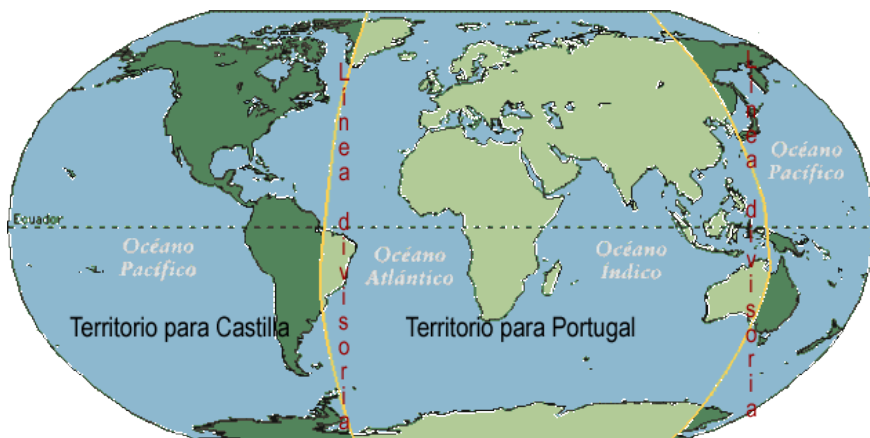 Línea divisoria
Línea divisoria
Océano
Pacífico
Ecuador
Océano
Pacífico
Océano
Atlántico
Océano
Índico
Territorio para Castilla
Territorio para Portugal